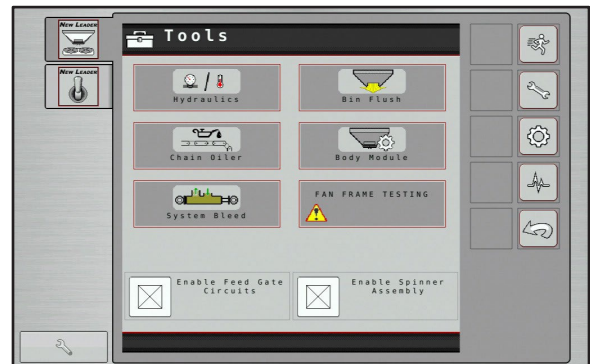 NEW LEADER
Tools
NEW LEADER
Hydraulics
Bin Flush
Chain Oiler
Body Module
System Bleed
FAN FRAME TESTING
Enable Feed Gate
Circuits
Enable Spinner
Assembly